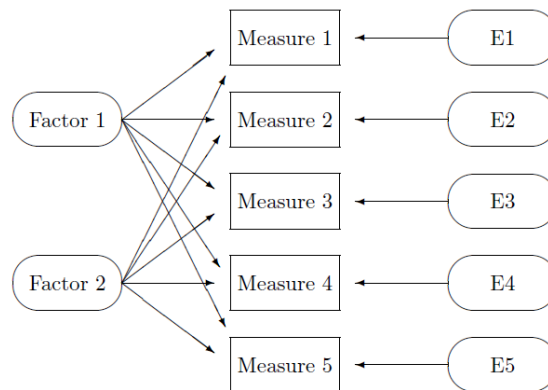 Measure 1
E1
Factor 1
Measure 2
E2
Measure 3
E3
Factor 2
Measure 4
E4
Measure 5
E5